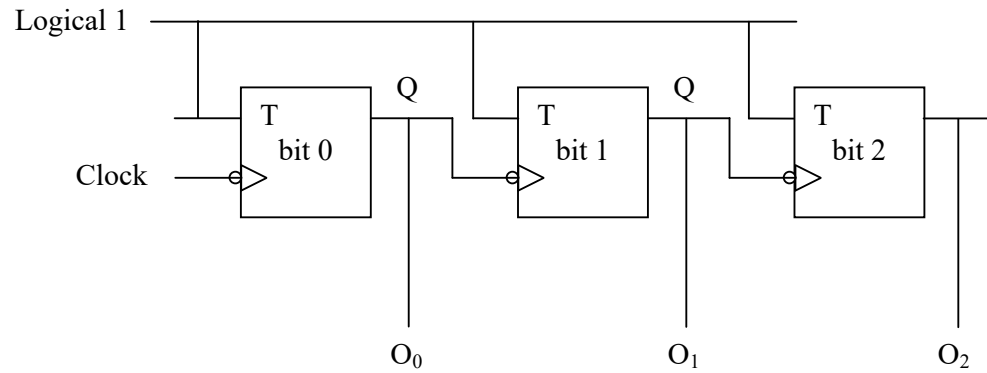 Logical 1
Q Q
T T T
bit 0 bit 1 bit 2
Clock
O₀ O₁ O₂